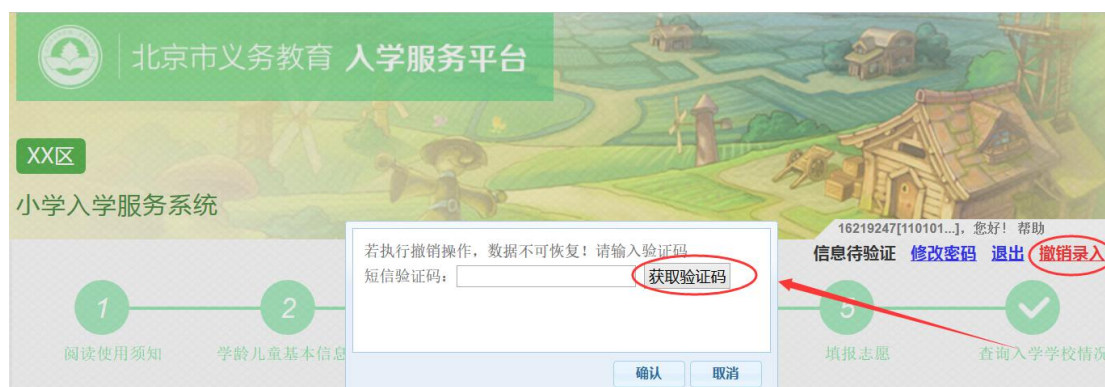 北京市义务教育 入学服务平台
XX区
小学入学服务系统
16219247[110101...]，您好！ 帮助
信息待验证 修改密码 退出 撤销录入
若执行撤销操作，数据不可恢复！请输入验证码
短信验证码： 获取验证码
确认 取消
1 2 5
阅读使用须知 学龄儿童基本信息 填报志愿 查询入学学校情况